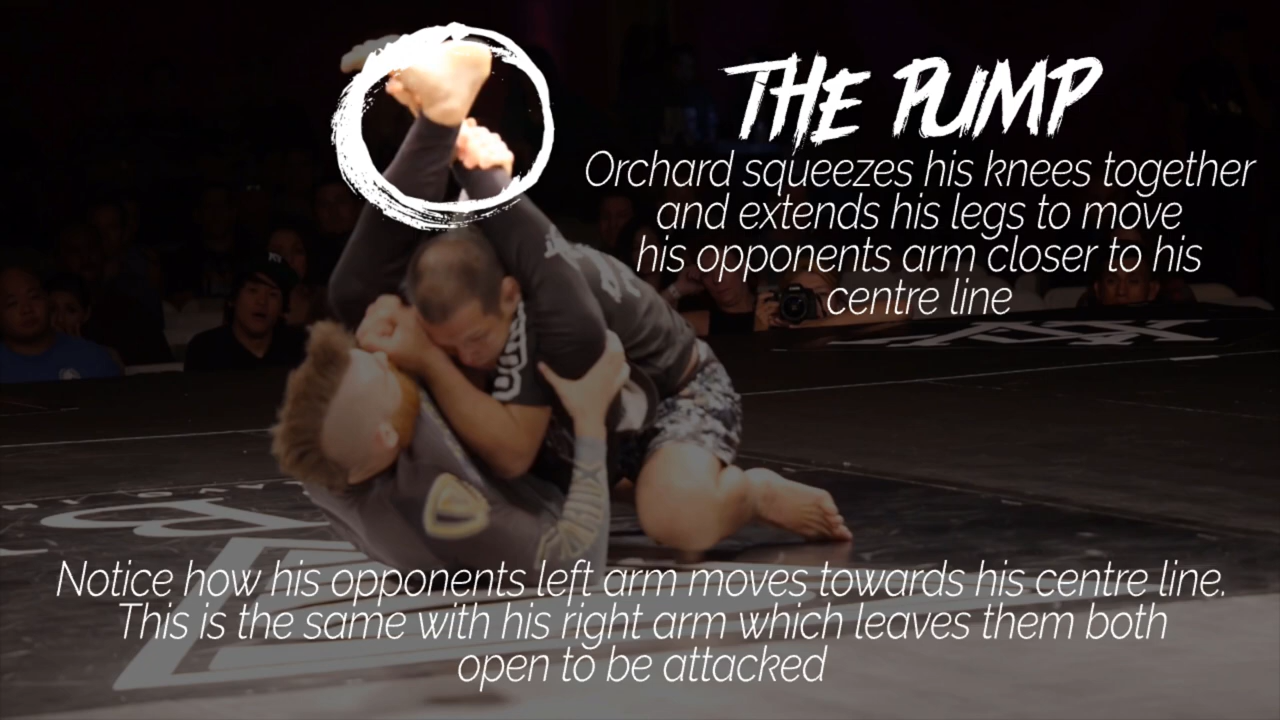 THE PUMP
Orchard squeezes his knees together
and extends his legs to move
his opponents arm closer to his
centre line
Notice how his opponents left arm moves towards his centre line.
This is the same with his right arm which leaves them both
open to be attacked